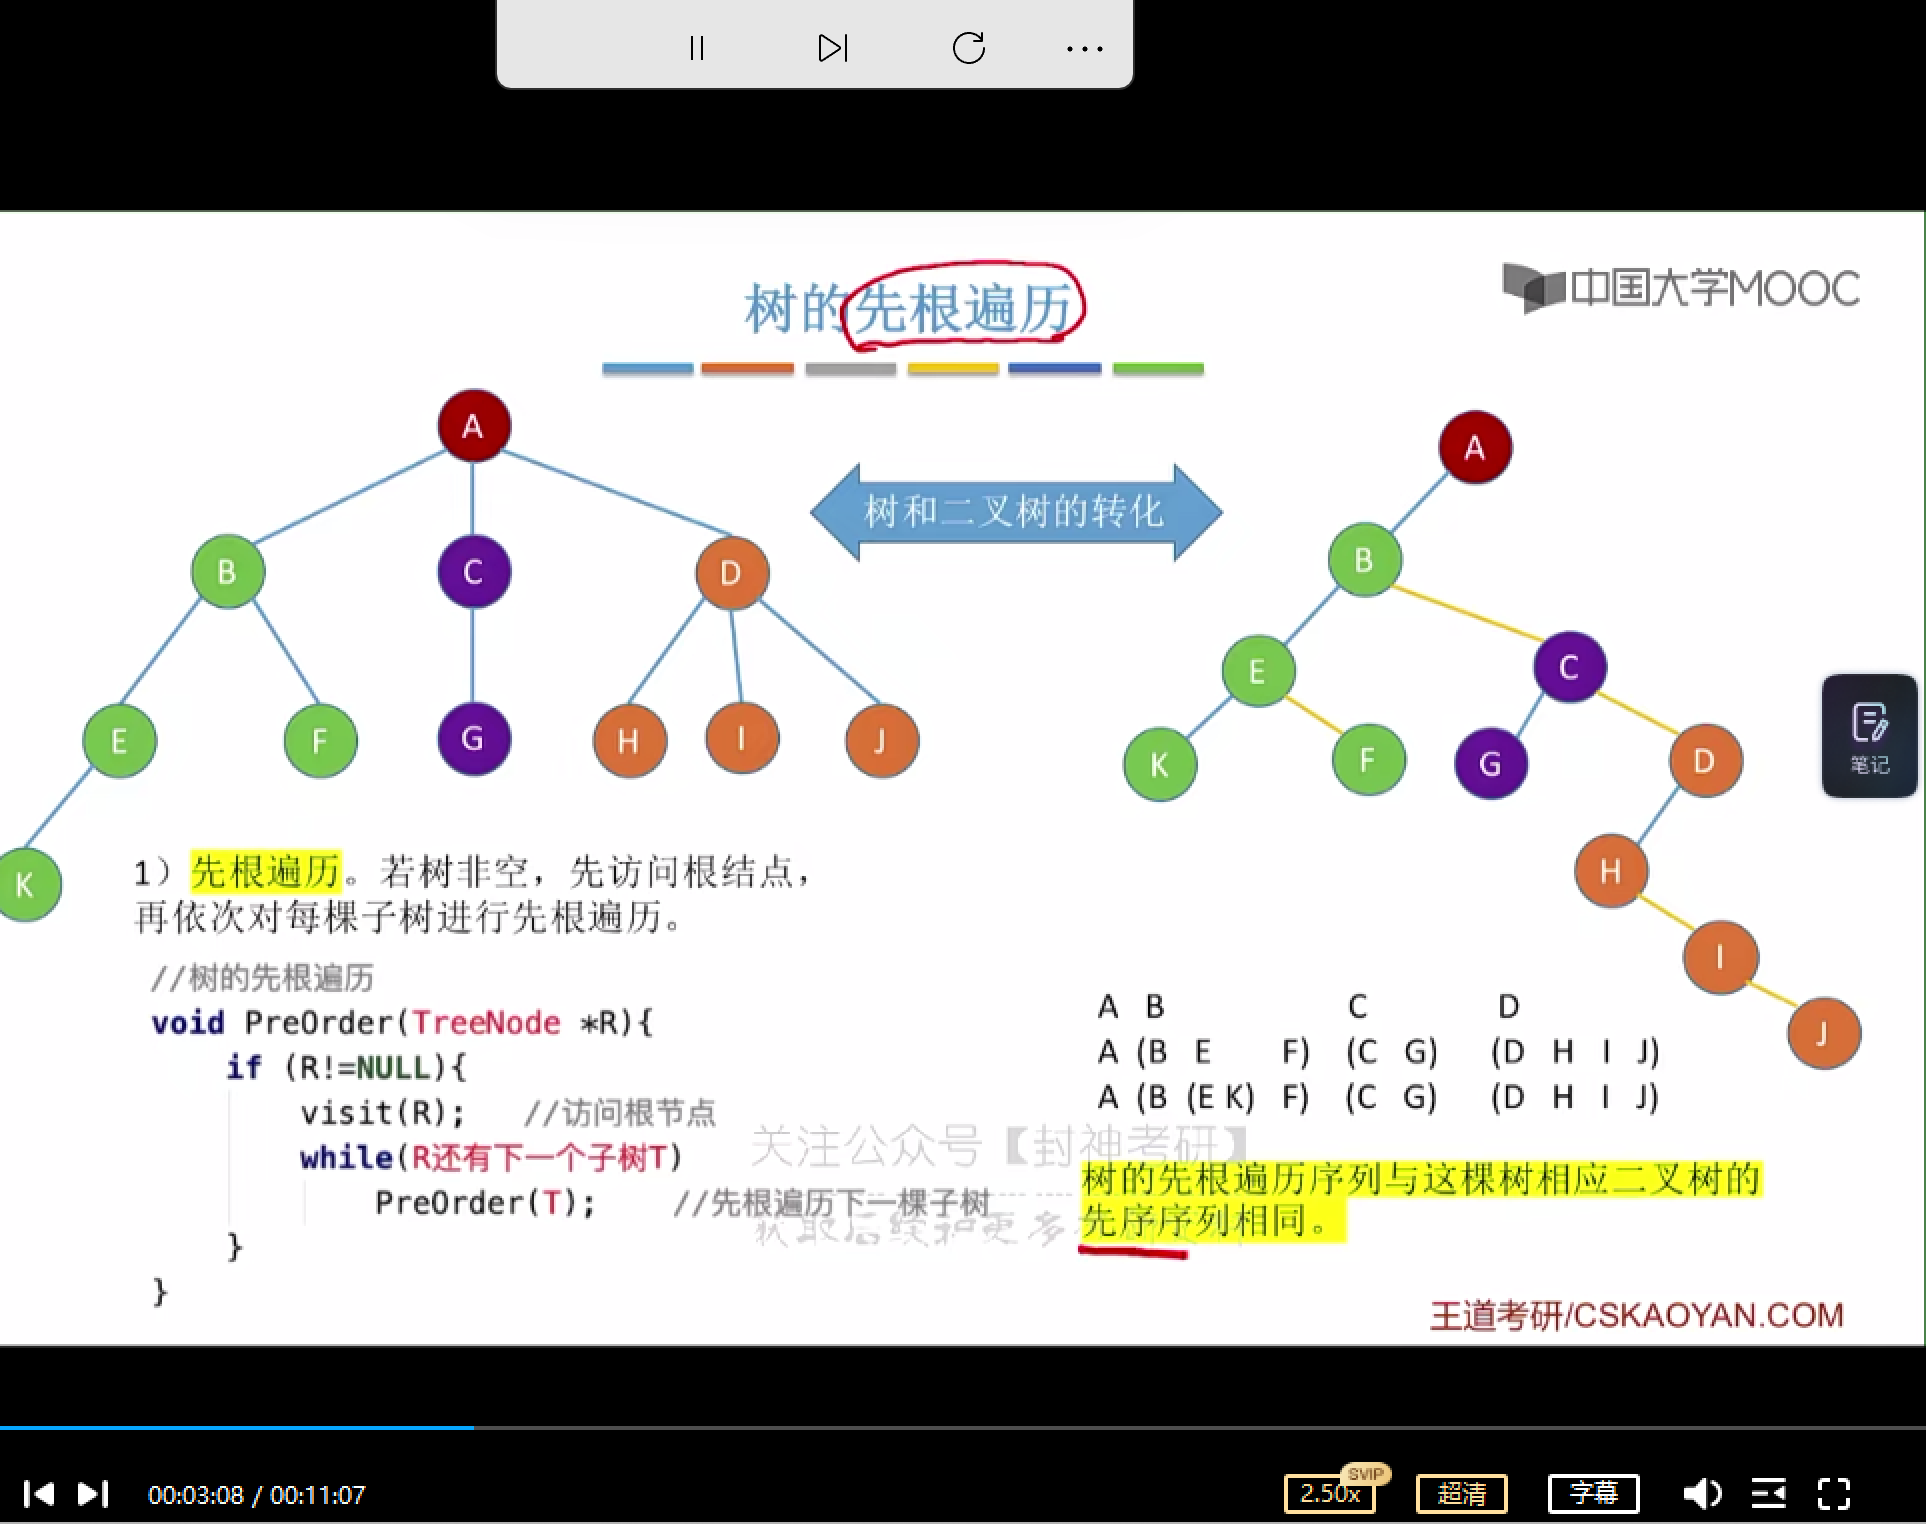 树的先根遍历
中国大学MOOC
A
B
C
D
E
F
G
H
I
J
K
树和二叉树的转化
A
B
E
C
K
F
G
D
H
I
J
笔记
1）先根遍历。若树非空，先访问根结点，
再依次对每棵子树进行先根遍历。
//树的先根遍历
void PreOrder(TreeNode *R){
if (R!=NULL){
visit(R); //访问根节点
while(R还有下一个子树T)
PreOrder(T); //先根遍历下一棵子树
}
}
A B C D
A (B E F) (C G) (D H I J)
A (B (E K) F) (C G) (D H I J)
关注公众号【封神考研】
树的先根遍历序列与这棵树相应二叉树的
先序序列相同。
获取后续和更多
王道考研/CSKAOYAN.COM
00:03:08 / 00:11:07
2.50x
SVIP
超清
字幕